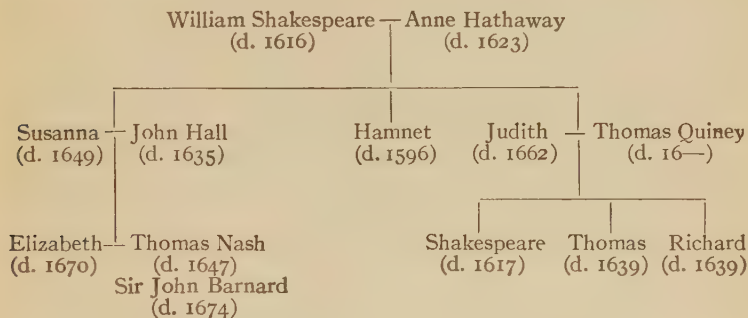 William Shakespeare — Anne Hathaway
(d. 1616) (d. 1623)
Susanna — John Hall Hamnet Judith — Thomas Quiney
(d. 1649) (d. 1635) (d. 1596) (d. 1662) (d. 16—)
Elizabeth — Thomas Nash Shakespeare Thomas Richard
(d. 1670) (d. 1647) (d. 1617) (d. 1639) (d. 1639)
Sir John Barnard
(d. 1674)